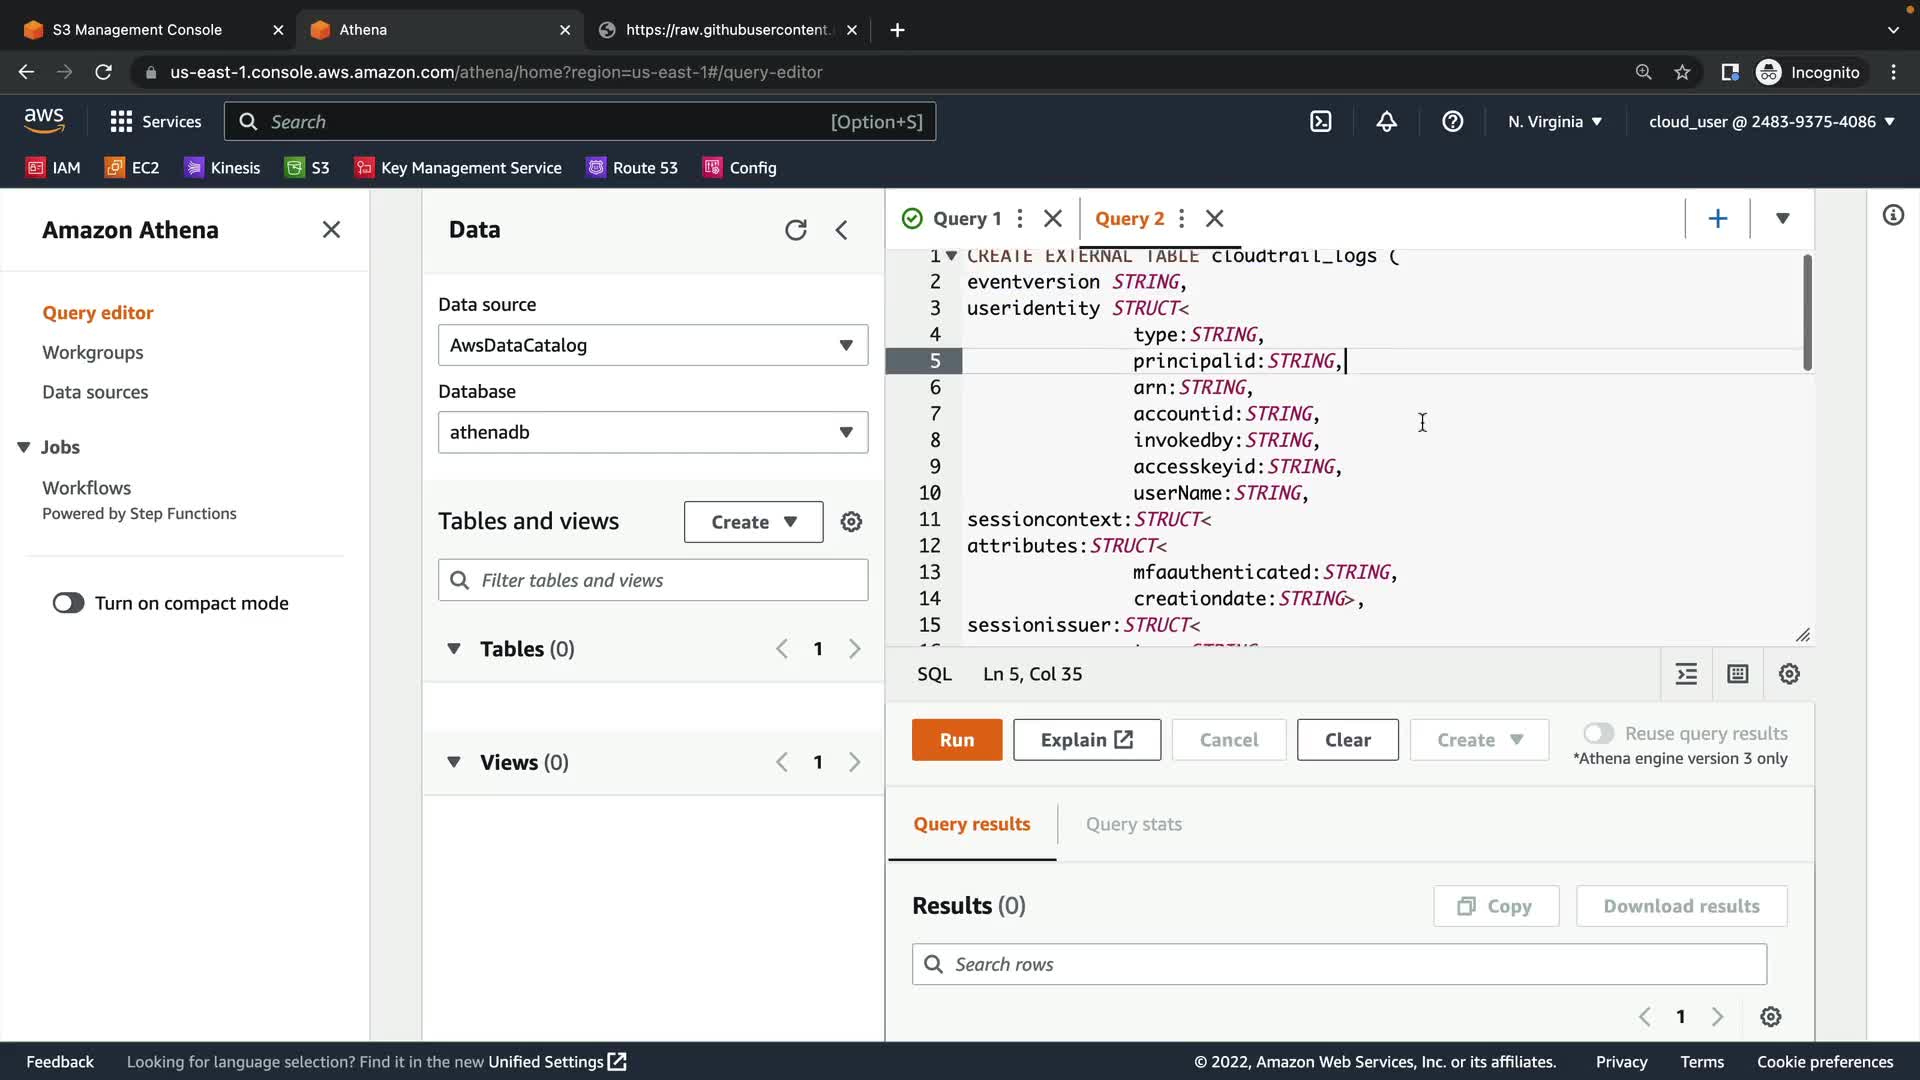 S3 Management Console
Athena
https://raw.githubusercontent.
us-east-1.console.aws.amazon.com/athena/home?region=us-east-1#/query-editor
Incognito
aws
Services
Search
[Option+S]
N. Virginia
cloud_user @ 2483-9375-4086
IAM
EC2
Kinesis
S3
Key Management Service
Route 53
Config
Amazon Athena
Query editor
Workgroups
Data sources
Jobs
Workflows
Powered by Step Functions
Turn on compact mode
Data
Data source
AwsDataCatalog
Database
athenadb
Tables and views
Create
Filter tables and views
Tables (0)
1
Views (0)
1
Query 1
Query 2
1 CREATE EXTERNAL TABLE cloudtrail_logs (
2 eventversion STRING,
3 useridentity STRUCT<
4 type:STRING,
5 principalid:STRING,
6 arn:STRING,
7 accountid:STRING,
8 invokedby:STRING,
9 accesskeyid:STRING,
10 userName:STRING,
11 sessioncontext:STRUCT<
12 attributes:STRUCT<
13 mfaauthenticated:STRING,
14 creationdate:STRING>,
15 sessionissuer:STRUCT<
SQL
Ln 5, Col 35
Run
Explain
Cancel
Clear
Create
Reuse query results
*Athena engine version 3 only
Query results
Query stats
Results (0)
Copy
Download results
Search rows
1
Feedback
Looking for language selection? Find it in the new Unified Settings
© 2022, Amazon Web Services, Inc. or its affiliates.
Privacy
Terms
Cookie preferences